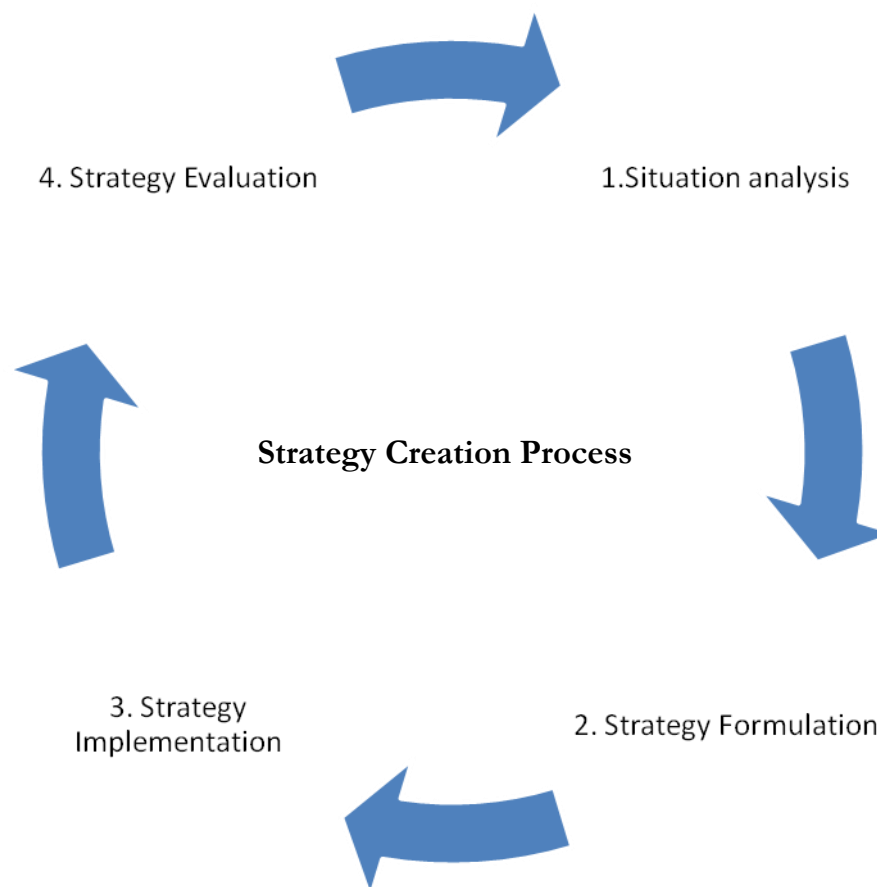 4. Strategy Evaluation
1.Situation analysis
Strategy Creation Process
3. Strategy
Implementation
2. Strategy Formulation